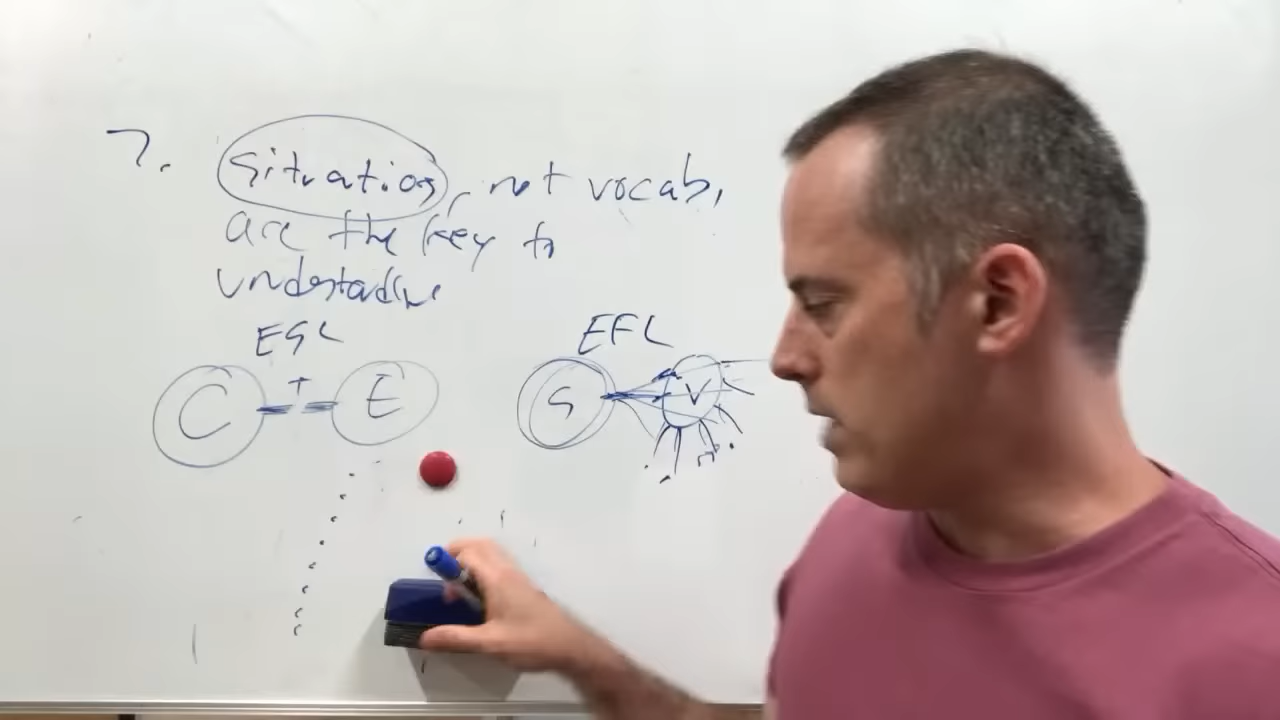 7. Situations, not vocab,
are the key to
understanding
ESL EFL
C T E G V